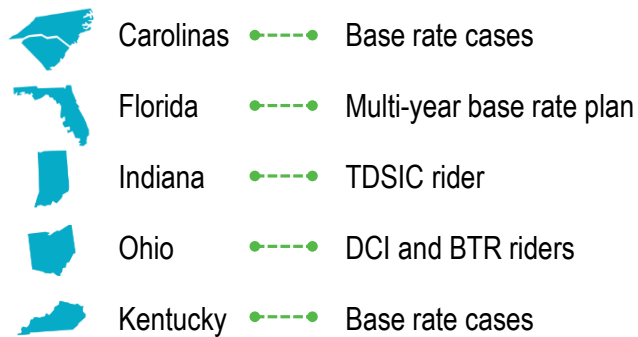 Carolinas Base rate cases
Florida Multi-year base rate plan
Indiana TDSIC rider
Ohio DCI and BTR riders
Kentucky Base rate cases